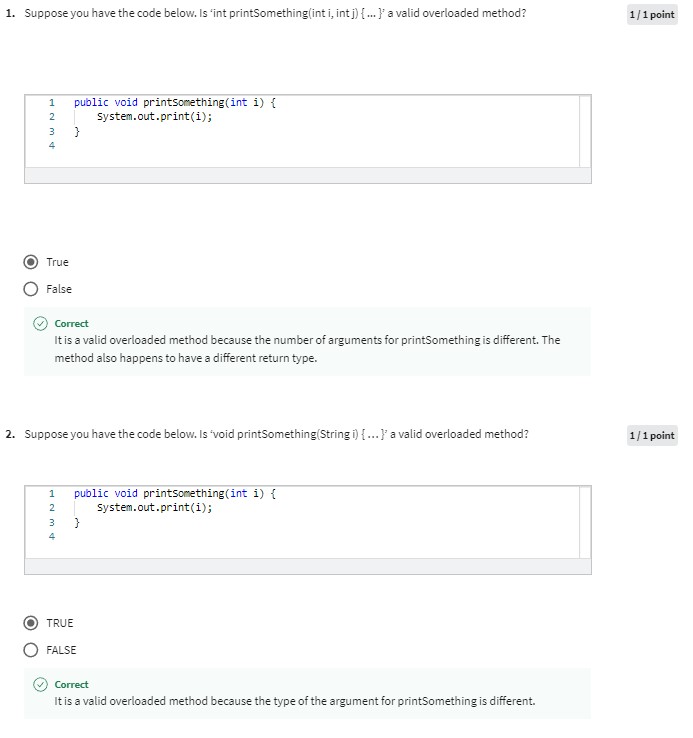 1. Suppose you have the code below. Is 'int printSomething(int i, int j) { ... }' a valid overloaded method?
1 / 1 point
1 public void printSomething(int i) {
2 System.out.print(i);
3 }
4
True
False
Correct
It is a valid overloaded method because the number of arguments for printSomething is different. The
method also happens to have a different return type.
2. Suppose you have the code below. Is 'void printSomething(String i) {...}' a valid overloaded method?
1 / 1 point
1 public void printSomething(int i) {
2 System.out.print(i);
3 }
4
TRUE
FALSE
Correct
It is a valid overloaded method because the type of the argument for printSomething is different.